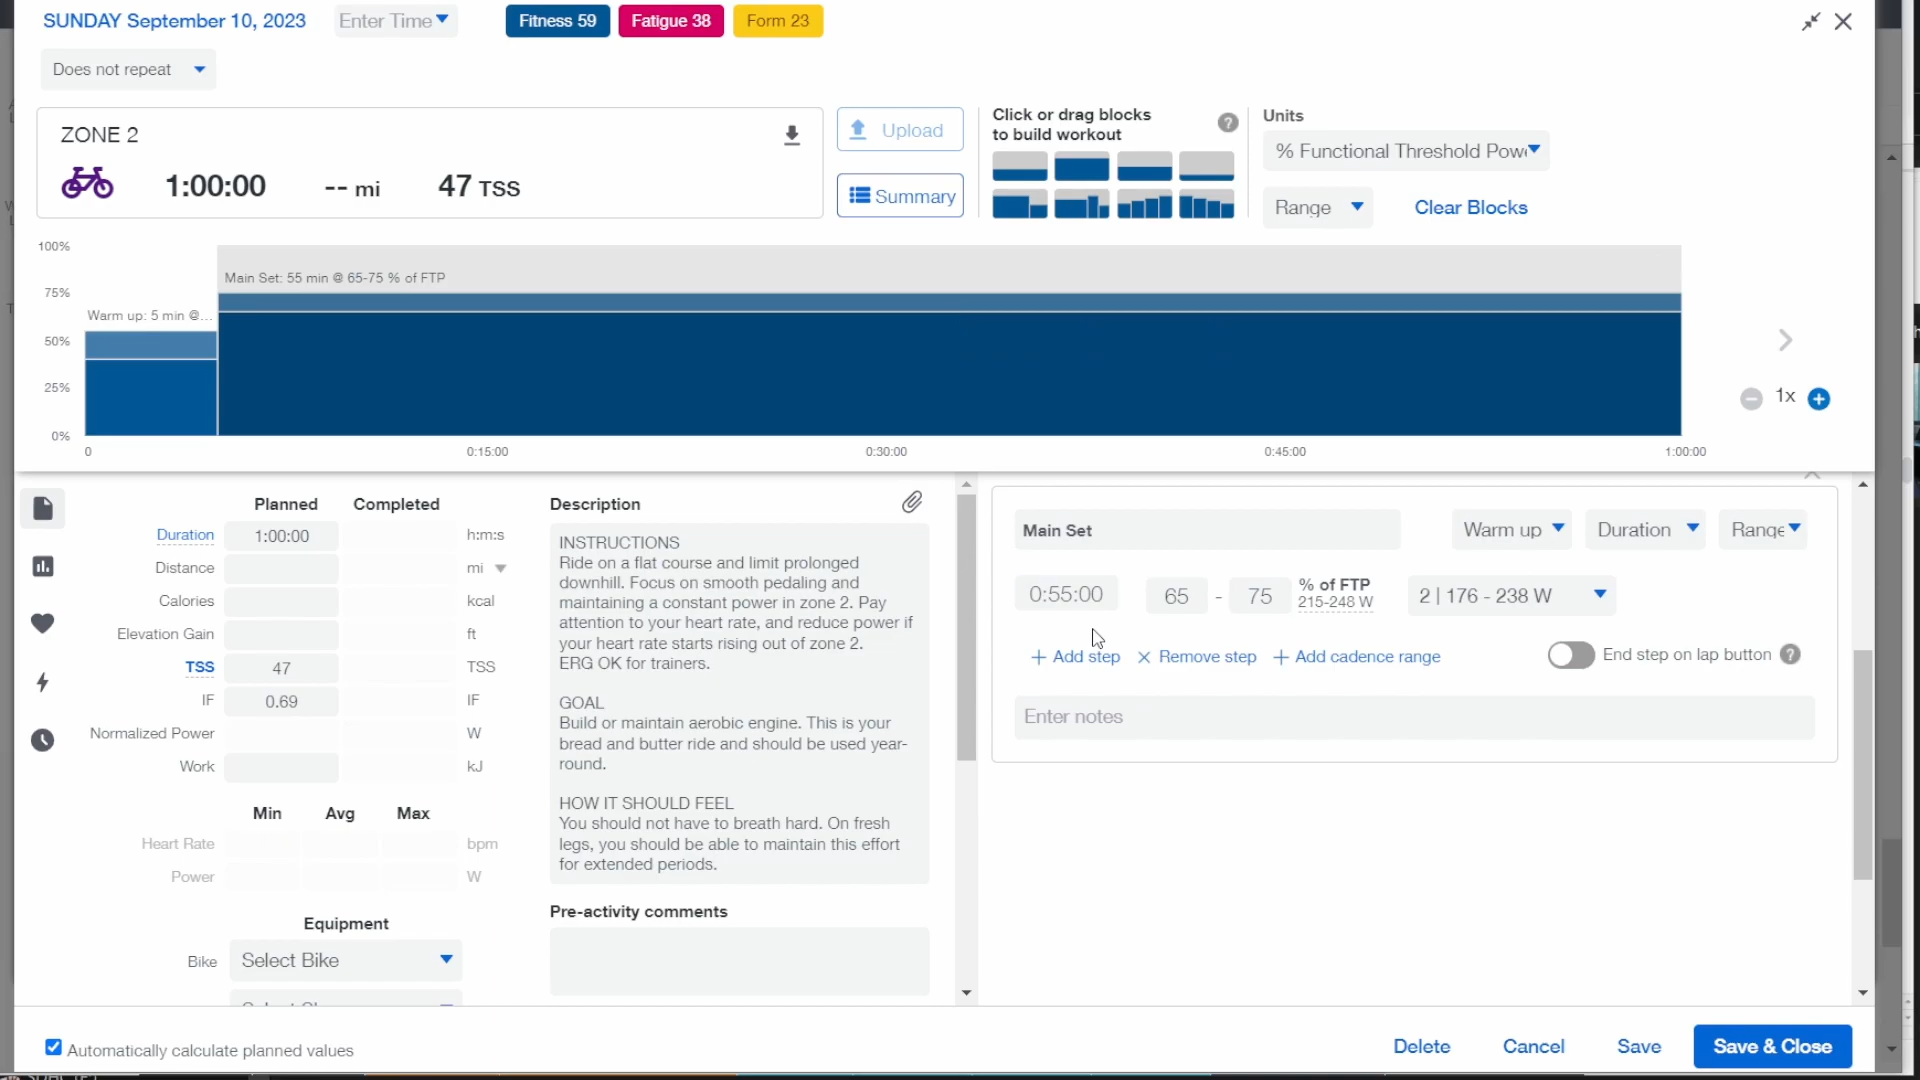 SUNDAY September 10, 2023
Enter Time
Fitness 59
Fatigue 38
Form 23
Does not repeat
ZONE 2
1:00:00
-- mi
47 TSS
Upload
Summary
Click or drag blocks
to build workout
?
Units
% Functional Threshold Pow
Range
Clear Blocks
100%
75%
50%
25%
0%
Main Set: 55 min @ 65-75 % of FTP
Warm up: 5 min @...
1x
0
0:15:00
0:30:00
0:45:00
1:00:00
Planned
Completed
Duration
1:00:00
h:m:s
Distance
mi
Calories
kcal
Elevation Gain
ft
TSS
47
TSS
IF
0.69
IF
Normalized Power
W
Work
kJ
Min
Avg
Max
Heart Rate
bpm
Power
W
Equipment
Bike
Select Bike
Description
INSTRUCTIONS
Ride on a flat course and limit prolonged
downhill. Focus on smooth pedaling and
maintaining a constant power in zone 2. Pay
attention to your heart rate, and reduce power if
your heart rate starts rising out of zone 2.
ERG OK for trainers.
GOAL
Build or maintain aerobic engine. This is your
bread and butter ride and should be used year-
round.
HOW IT SHOULD FEEL
You should not have to breath hard. On fresh
legs, you should be able to maintain this effort
for extended periods.
Pre-activity comments
Main Set
Warm up
Duration
Range
0:55:00
65
-
75
% of FTP
215-248 W
2 | 176 - 238 W
+ Add step
× Remove step
+ Add cadence range
End step on lap button
?
Enter notes
Automatically calculate planned values
Delete
Cancel
Save
Save & Close